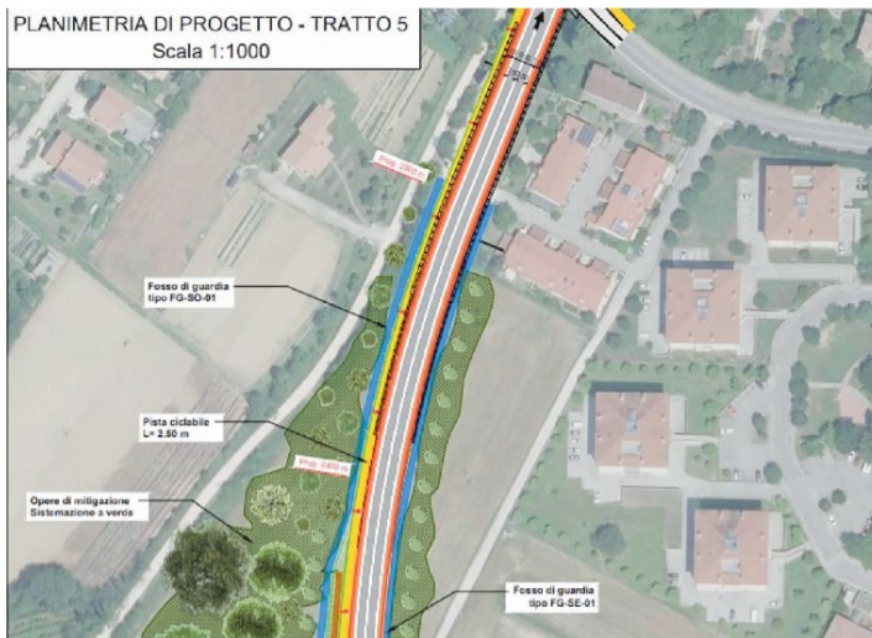 PLANIMETRIA DI PROGETTO - TRATTO 5
Scala 1:1000
Fosso di guardia
tipo FG-SO-01
Pista ciclabile
L= 2.50 m
Opere di mitigazione
Sistemazione a verde
Fosso di guardia
tipo FG-SE-01